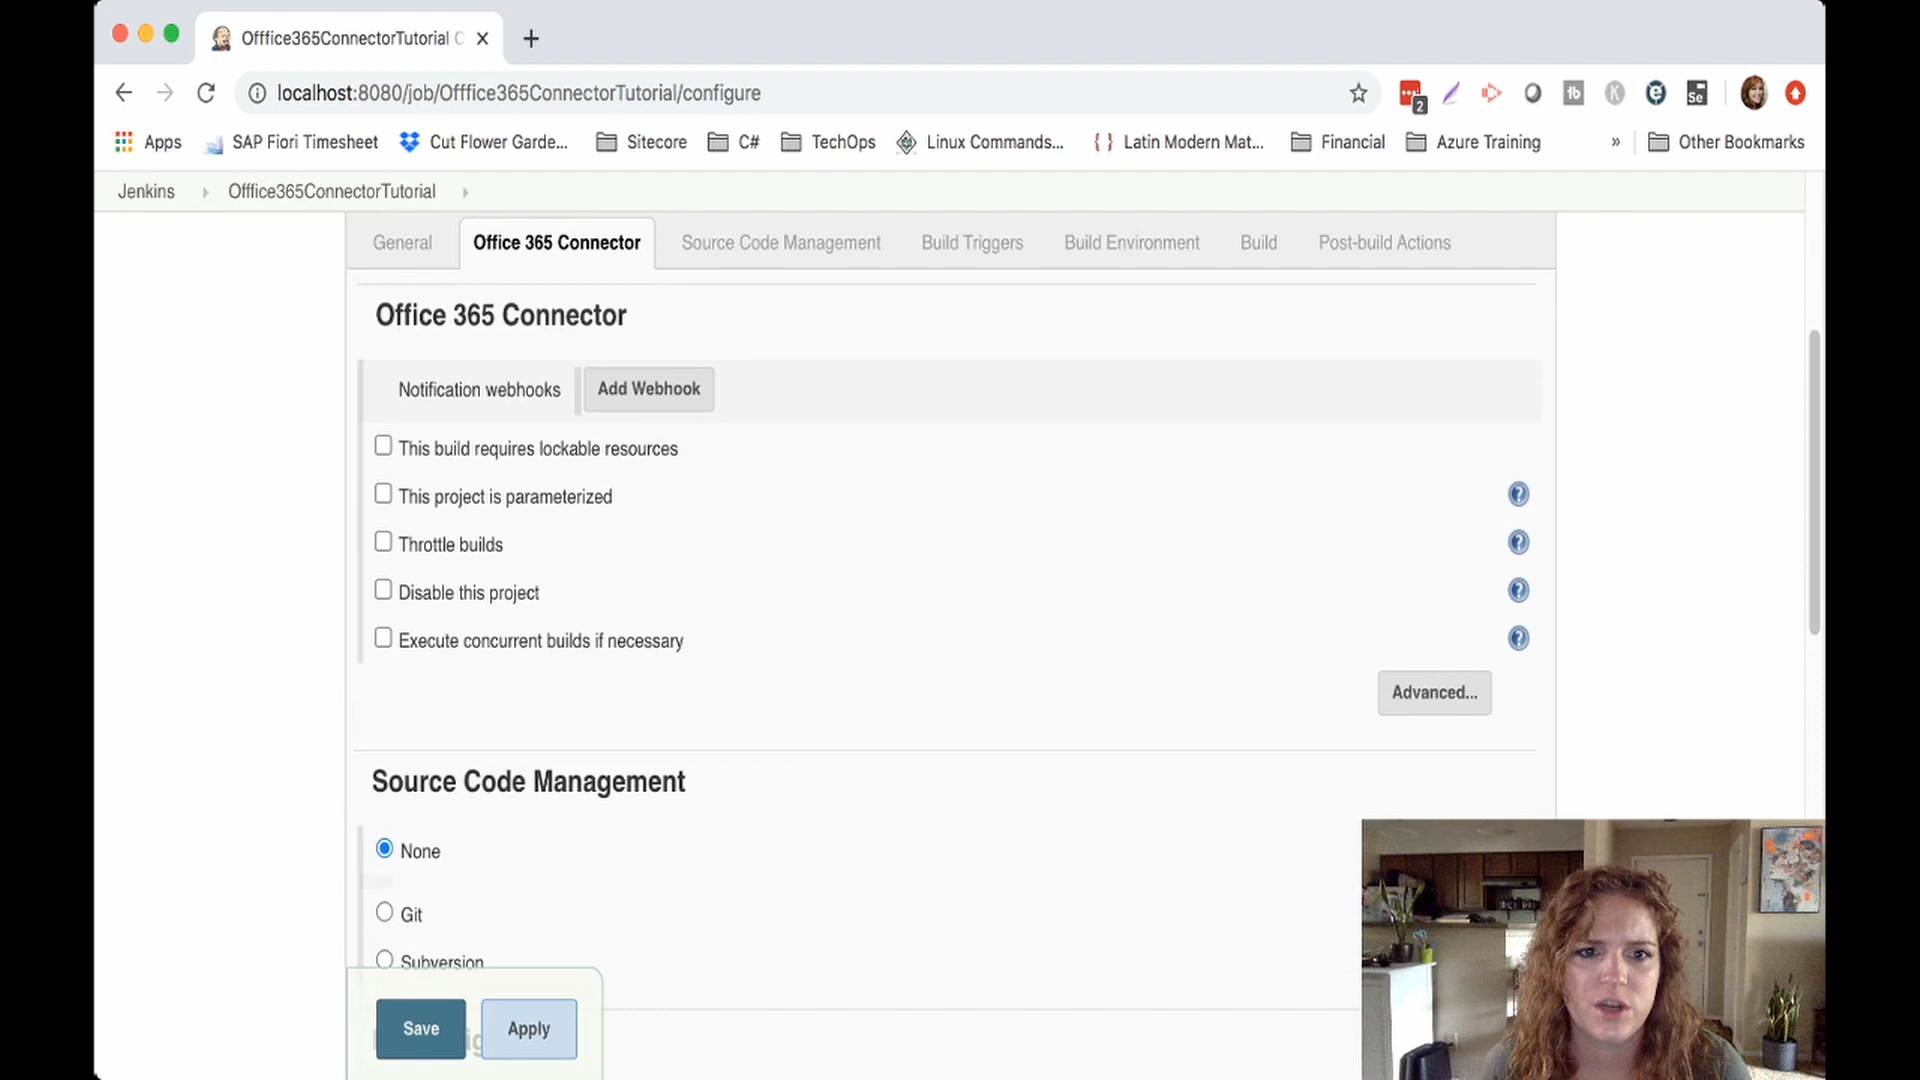 Offfice365ConnectorTutorial C
localhost:8080/job/Offfice365ConnectorTutorial/configure
2
tb
K
Se
Apps
SAP Fiori Timesheet
Cut Flower Garde...
Sitecore
C#
TechOps
Linux Commands...
{ }
Latin Modern Mat...
Financial
Azure Training
»
Other Bookmarks
Jenkins
Offfice365ConnectorTutorial
General
Office 365 Connector
Source Code Management
Build Triggers
Build Environment
Build
Post-build Actions
Office 365 Connector
Notification webhooks
Add Webhook
This build requires lockable resources
This project is parameterized
?
Throttle builds
?
Disable this project
?
Execute concurrent builds if necessary
?
Advanced...
Source Code Management
None
Git
Subversion
Save
Apply